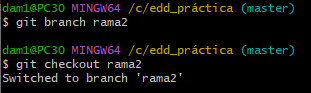 dam1@PC30 MINGW64 /c/edd_práctica (master)
$ git branch rama2
dam1@PC30 MINGW64 /c/edd_práctica (master)
$ git checkout rama2
Switched to branch 'rama2'